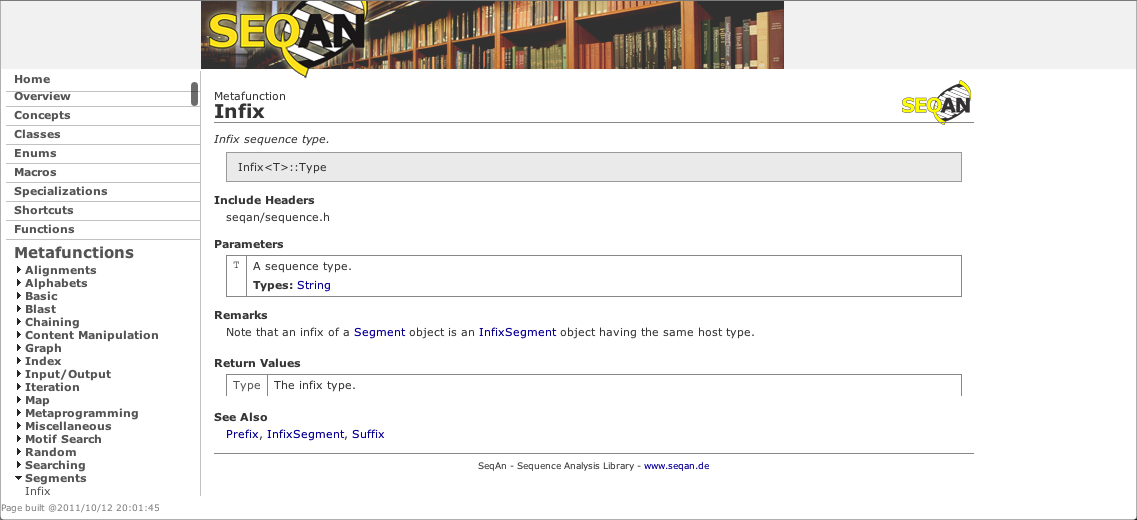 SEQAN
Home
Overview
Concepts
Classes
Enums
Macros
Specializations
Shortcuts
Functions
Metafunctions
Alignments
Alphabets
Basic
Blast
Chaining
Content Manipulation
Graph
Index
Input/Output
Iteration
Map
Metaprogramming
Miscellaneous
Motif Search
Random
Searching
Segments
Infix
Page built @2011/10/12 20:01:45
Metafunction
Infix
SEQAN
Infix sequence type.
Infix<T>::Type
Include Headers
seqan/sequence.h
Parameters
T A sequence type.
Types: String
Remarks
Note that an infix of a Segment object is an InfixSegment object having the same host type.
Return Values
Type The infix type.
See Also
Prefix, InfixSegment, Suffix
SeqAn - Sequence Analysis Library - www.seqan.de